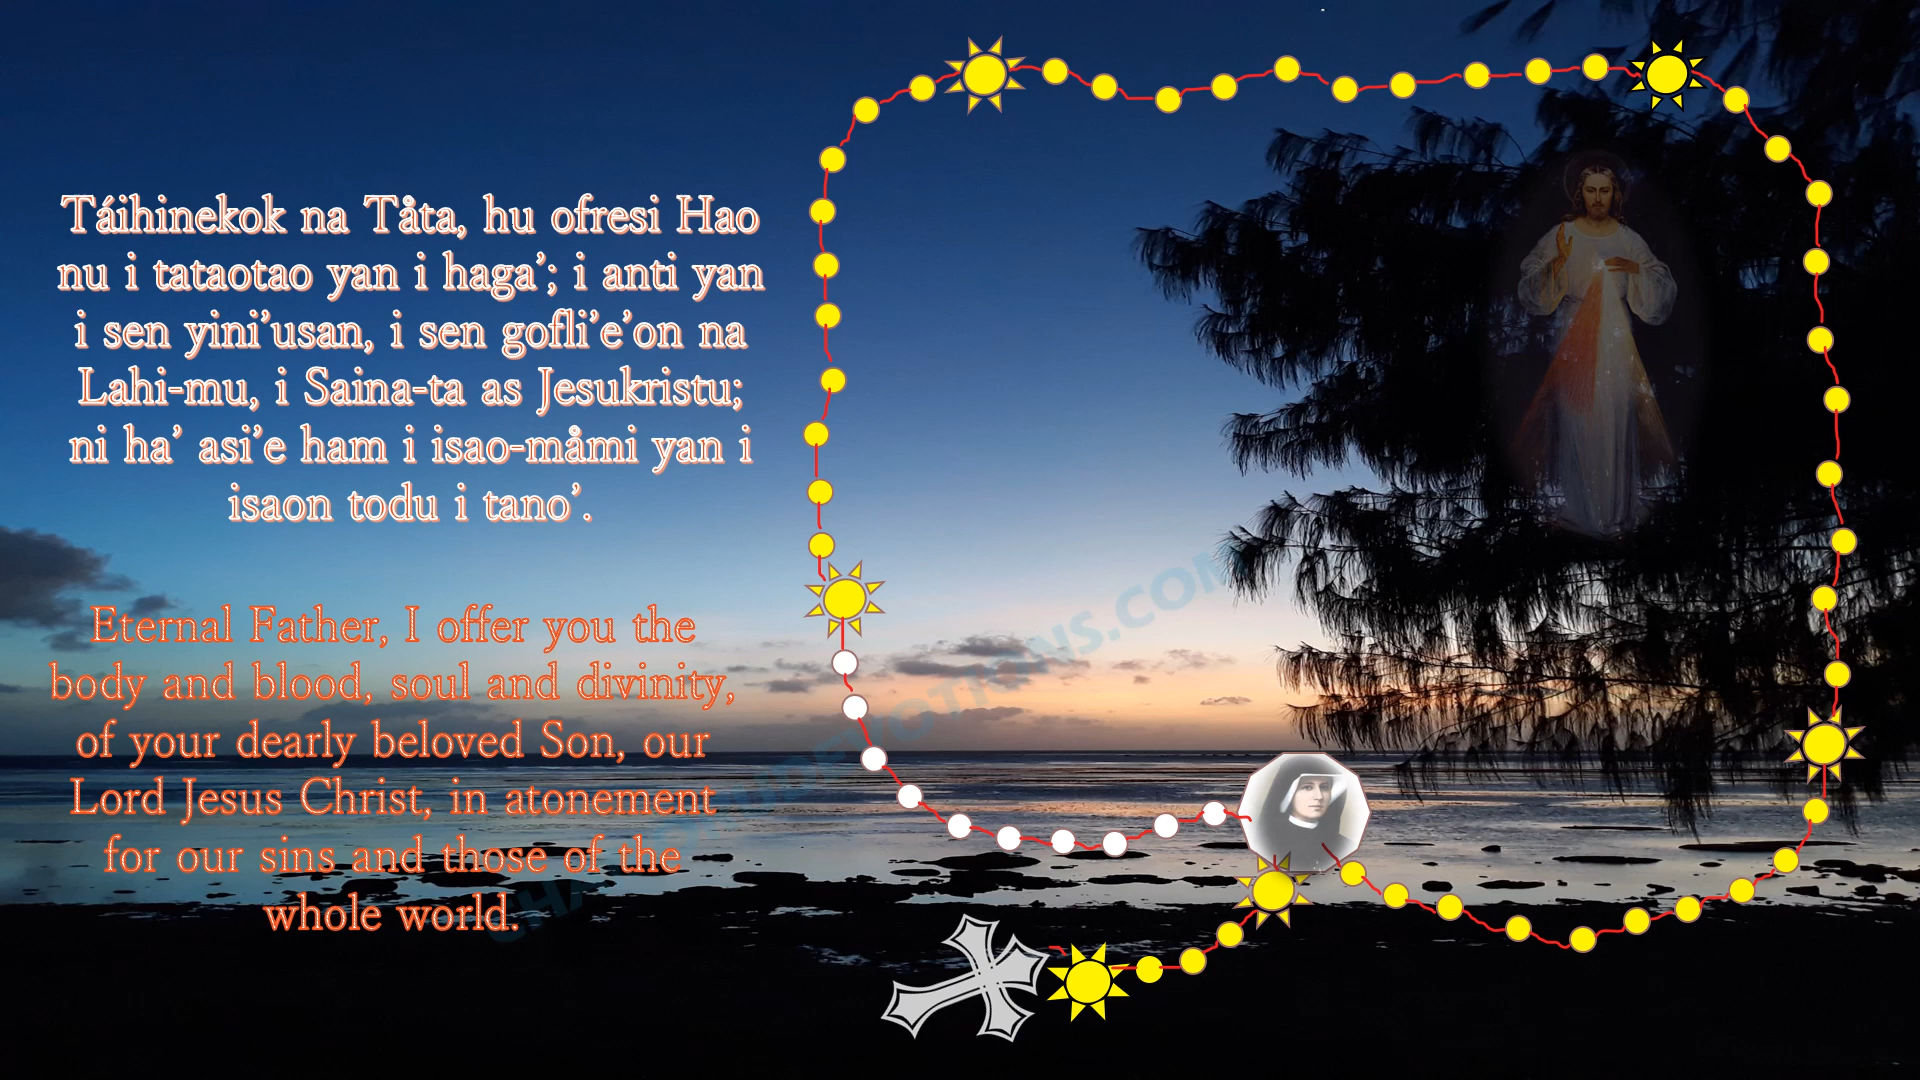 Táihinekok na Tåta, hu ofresi Hao
nu i tataotao yan i haga’; i anti yan
i sen yini’usan, i sen gofli’e’on na
Lahi-mu, i Saina-ta as Jesukristu;
ni ha’ asi’e ham i isao-måmi yan i
isaon todu i tano’.
Eternal Father, I offer you the
body and blood, soul and divinity,
of your dearly beloved Son, our
Lord Jesus Christ, in atonement
for our sins and those of the
whole world.